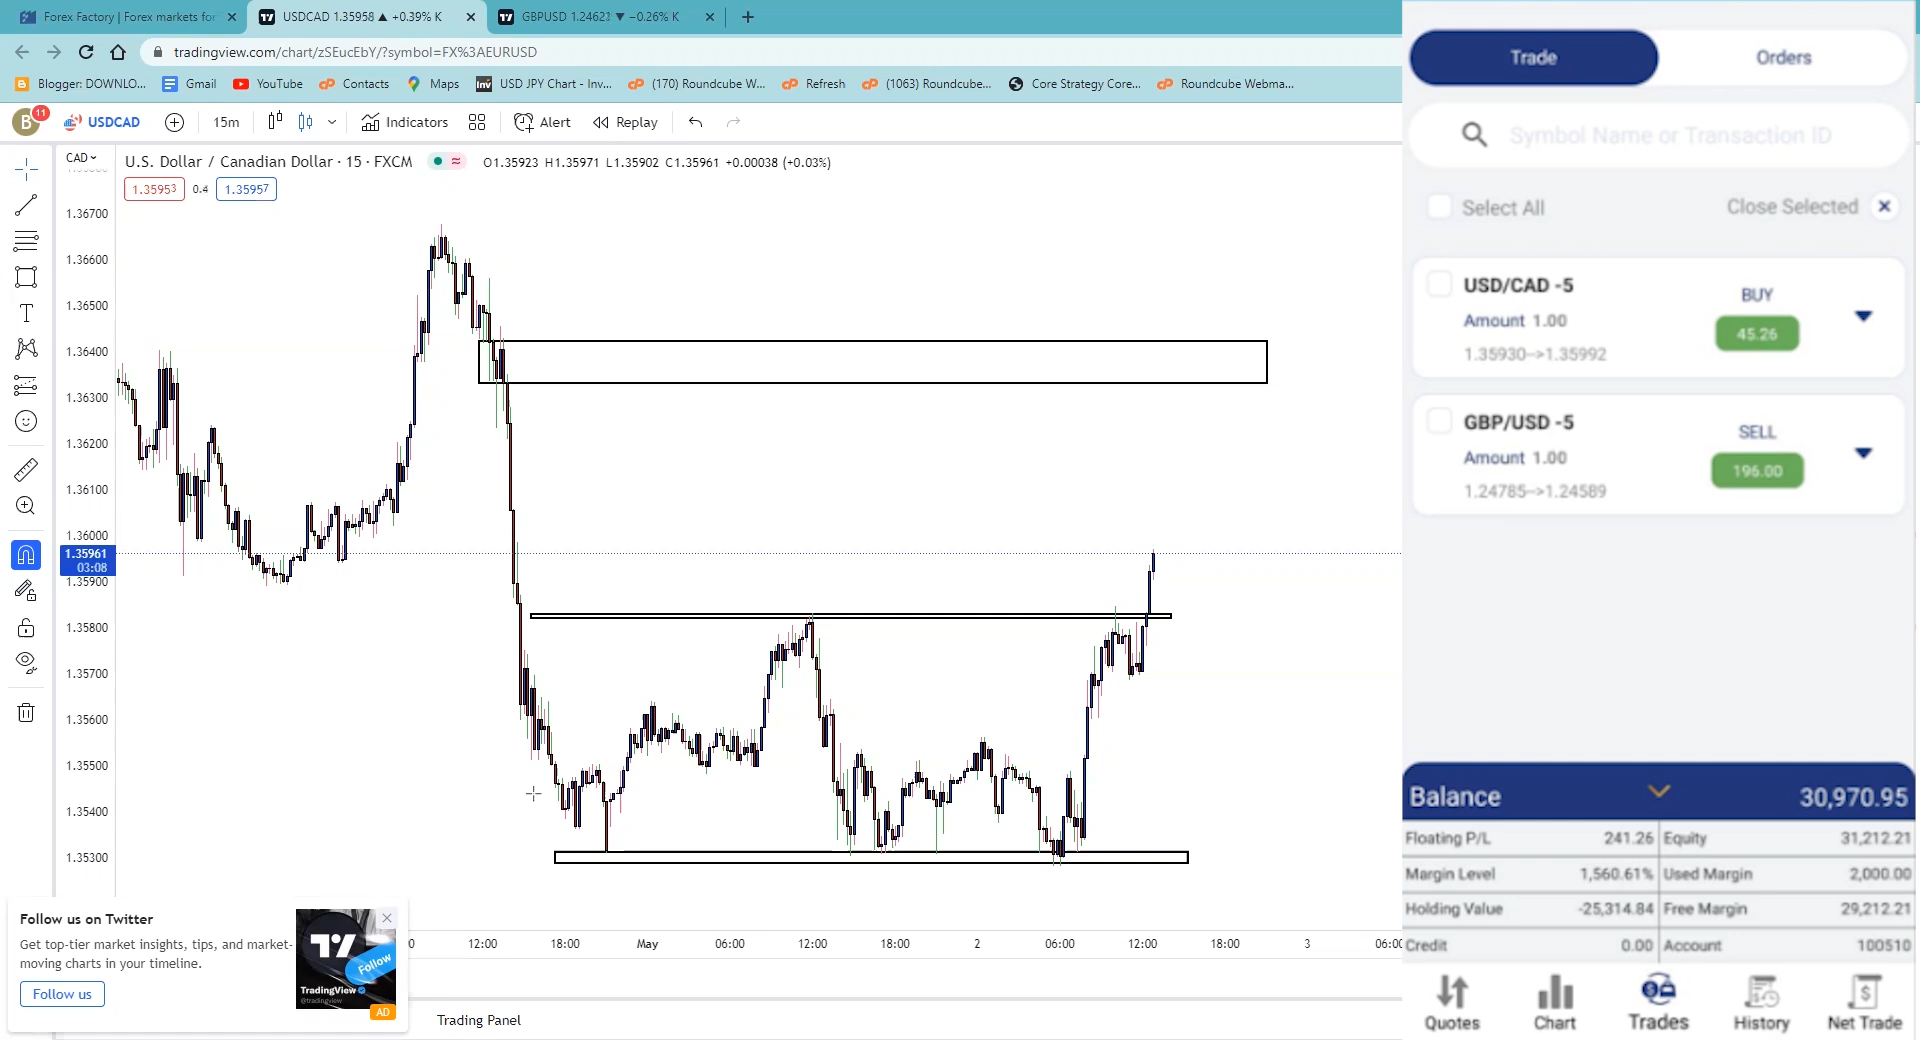 Forex Factory | Forex markets for
USDCAD 1.35958 ▲ +0.39% K
GBPUSD 1.24621 ▼ −0.26% K
tradingview.com/chart/zSEucEbY/?symbol=FX%3AEURUSD
Blogger: DOWNLO...
Gmail
YouTube
Contacts
Maps
Inv
USD JPY Chart - Inv...
(170) Roundcube W...
Refresh
(1063) Roundcube...
Core Strategy Core...
Roundcube Webma...
B
11
USDCAD
15m
Indicators
Alert
Replay
CAD
U.S. Dollar / Canadian Dollar · 15 · FXCM
O1.35923 H1.35971 L1.35902 C1.35961 +0.00038 (+0.03%)
1.35953
0.4
1.35957
1.36700
1.36600
1.36500
1.36400
1.36300
1.36200
1.36100
1.36000
1.35961
03:08
1.35900
1.35800
1.35700
1.35600
1.35500
1.35400
1.35300
0
12:00
18:00
May
06:00
12:00
18:00
2
06:00
12:00
18:00
3
06:00
Follow us on Twitter
Get top-tier market insights, tips, and market-
moving charts in your timeline.
Follow us
Follow
TradingView
@tradingview
AD
Trading Panel
Trade
Orders
Symbol Name or Transaction ID
Select All
Close Selected
USD/CAD -5
BUY
Amount 1.00
45.26
1.35930-->1.35992
GBP/USD -5
SELL
Amount 1.00
196.00
1.24785-->1.24589
Balance
30,970.95
Floating P/L 241.26
Equity 31,212.21
Margin Level 1,560.61%
Used Margin 2,000.00
Holding Value -25,314.84
Free Margin 29,212.21
Credit 0.00
Account 100510
Quotes
Chart
Trades
History
Net Trade